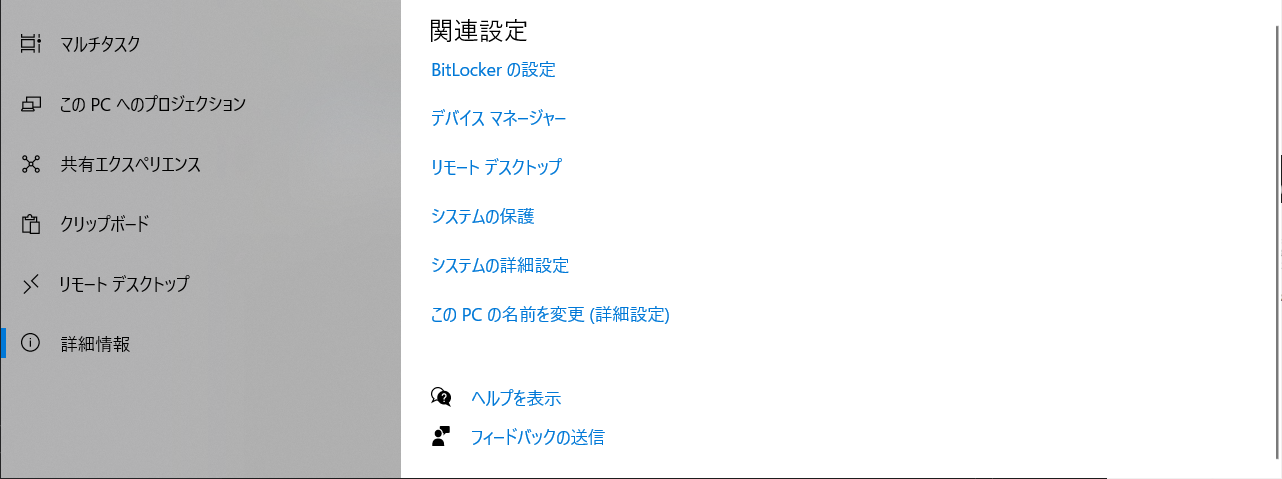 マルチタスク
この PC へのプロジェクション
共有エクスペリエンス
クリップボード
リモート デスクトップ
詳細情報
関連設定
BitLocker の設定
デバイス マネージャー
リモート デスクトップ
システムの保護
システムの詳細設定
この PC の名前を変更 (詳細設定)
ヘルプを表示
フィードバックの送信